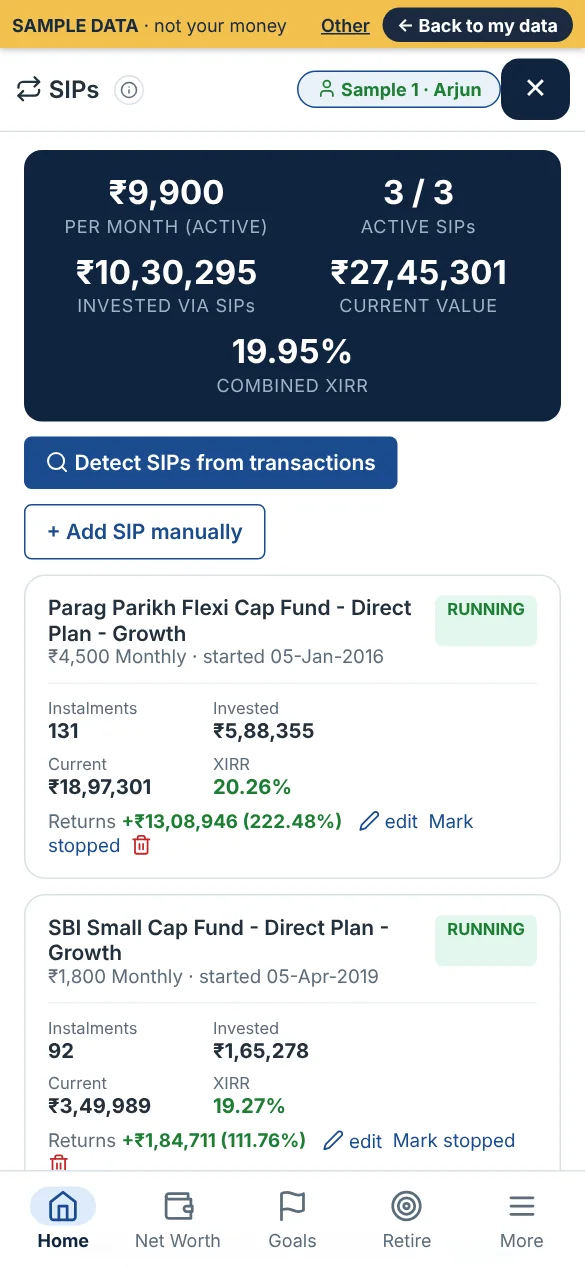 SAMPLE DATA · not your money Other ← Back to my data
SIPs Sample 1 · Arjun ✕
₹9,900 3 / 3
PER MONTH (ACTIVE) ACTIVE SIPs
₹10,30,295 ₹27,45,301
INVESTED VIA SIPs CURRENT VALUE
19.95%
COMBINED XIRR
Detect SIPs from transactions
+ Add SIP manually
Parag Parikh Flexi Cap Fund - Direct RUNNING
Plan - Growth
₹4,500 Monthly · started 05-Jan-2016
Instalments Invested
131 ₹5,88,355
Current XIRR
₹18,97,301 20.26%
Returns +₹13,08,946 (222.48%) edit Mark
stopped
SBI Small Cap Fund - Direct Plan - RUNNING
Growth
₹1,800 Monthly · started 05-Apr-2019
Instalments Invested
92 ₹1,65,278
Current XIRR
₹3,49,989 19.27%
Returns +₹1,84,711 (111.76%) edit Mark stopped
Home Net Worth Goals Retire More